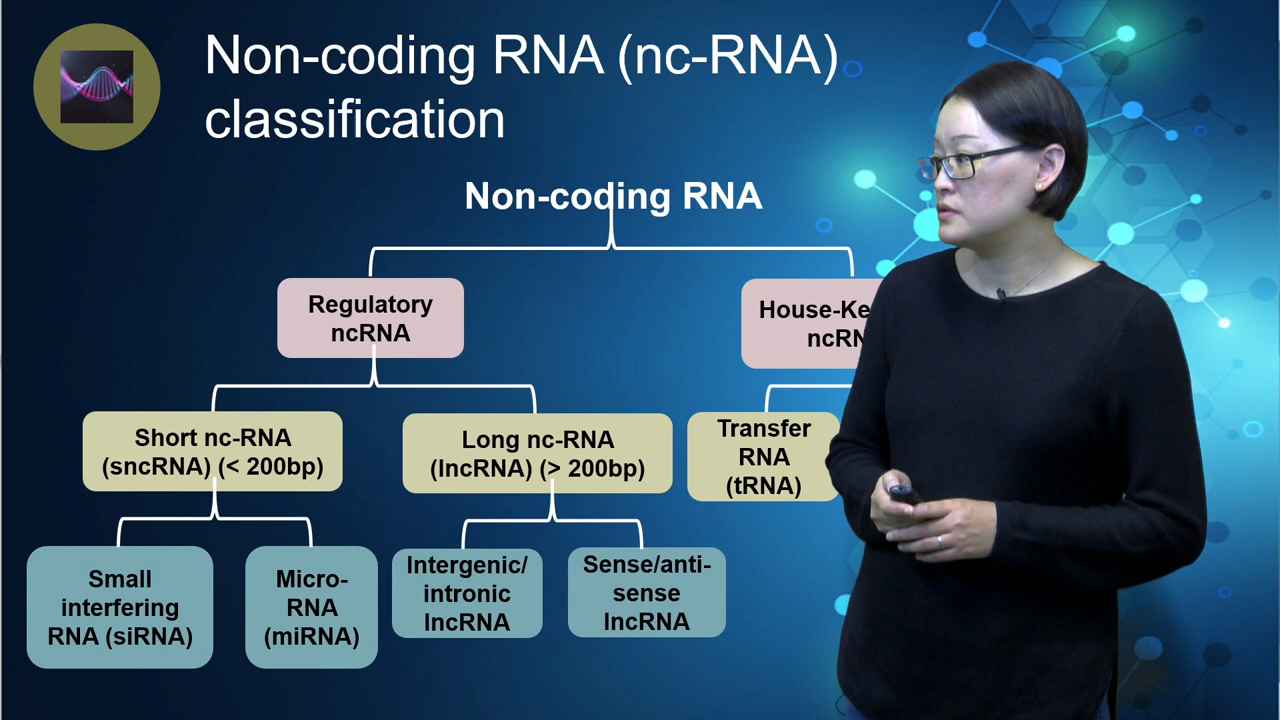 Non-coding RNA (nc-RNA)
classification
Non-coding RNA
Regulatory
ncRNA
Short nc-RNA
(sncRNA) (< 200bp)
Long nc-RNA
(lncRNA) (> 200bp)
Transfer
RNA
(tRNA)
Small
interfering
RNA (siRNA)
Micro-
RNA
(miRNA)
Intergenic/
intronic
lncRNA
Sense/anti-
sense
lncRNA